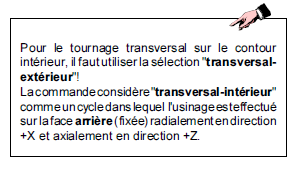 Pour le tournage transversal sur le contour
intérieur, il faut utiliser la sélection "transversal-
extérieur"!
La commande considère "transversal-intérieur"
comme un cycle dans lequel l'usinage est effectué
sur la face arrière (fixée) radialement en direction
+X et axialement en direction +Z.